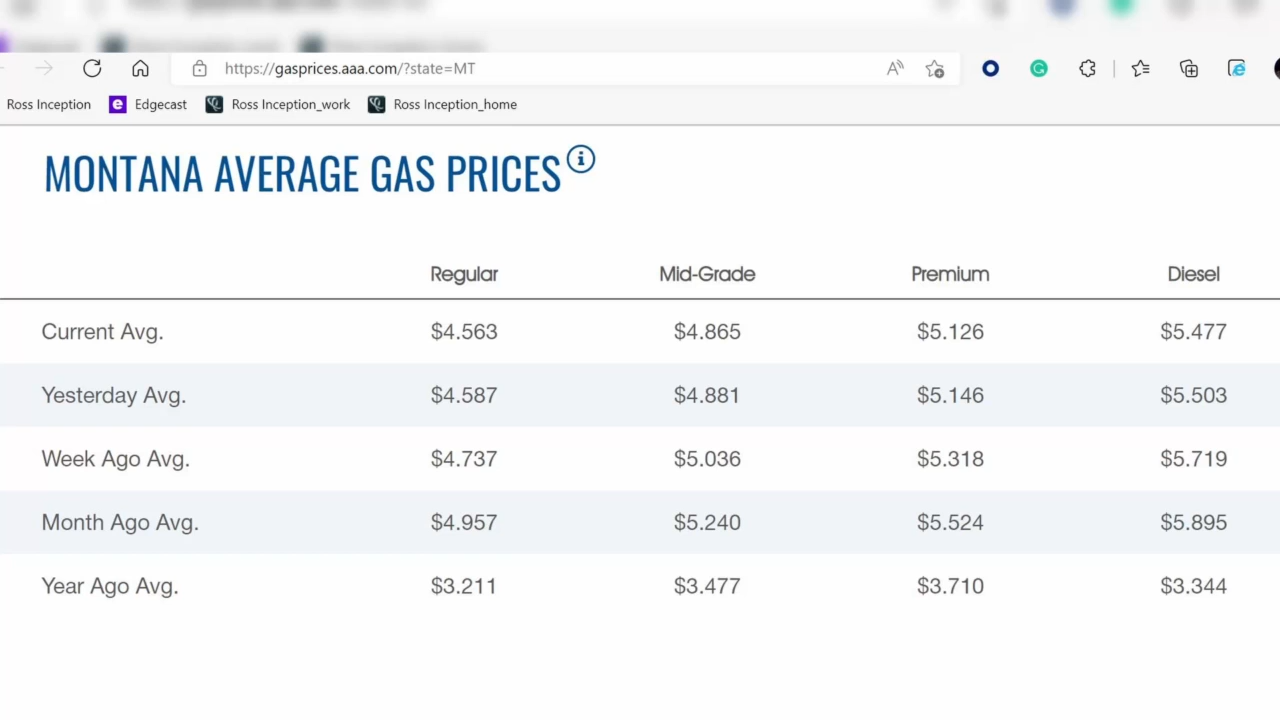 https://gasprices.aaa.com/?state=MT
Ross Inception Edgecast Ross Inception_work Ross Inception_home
MONTANA AVERAGE GAS PRICES
Regular Mid-Grade Premium Diesel
Current Avg. $4.563 $4.865 $5.126 $5.477
Yesterday Avg. $4.587 $4.881 $5.146 $5.503
Week Ago Avg. $4.737 $5.036 $5.318 $5.719
Month Ago Avg. $4.957 $5.240 $5.524 $5.895
Year Ago Avg. $3.211 $3.477 $3.710 $3.344